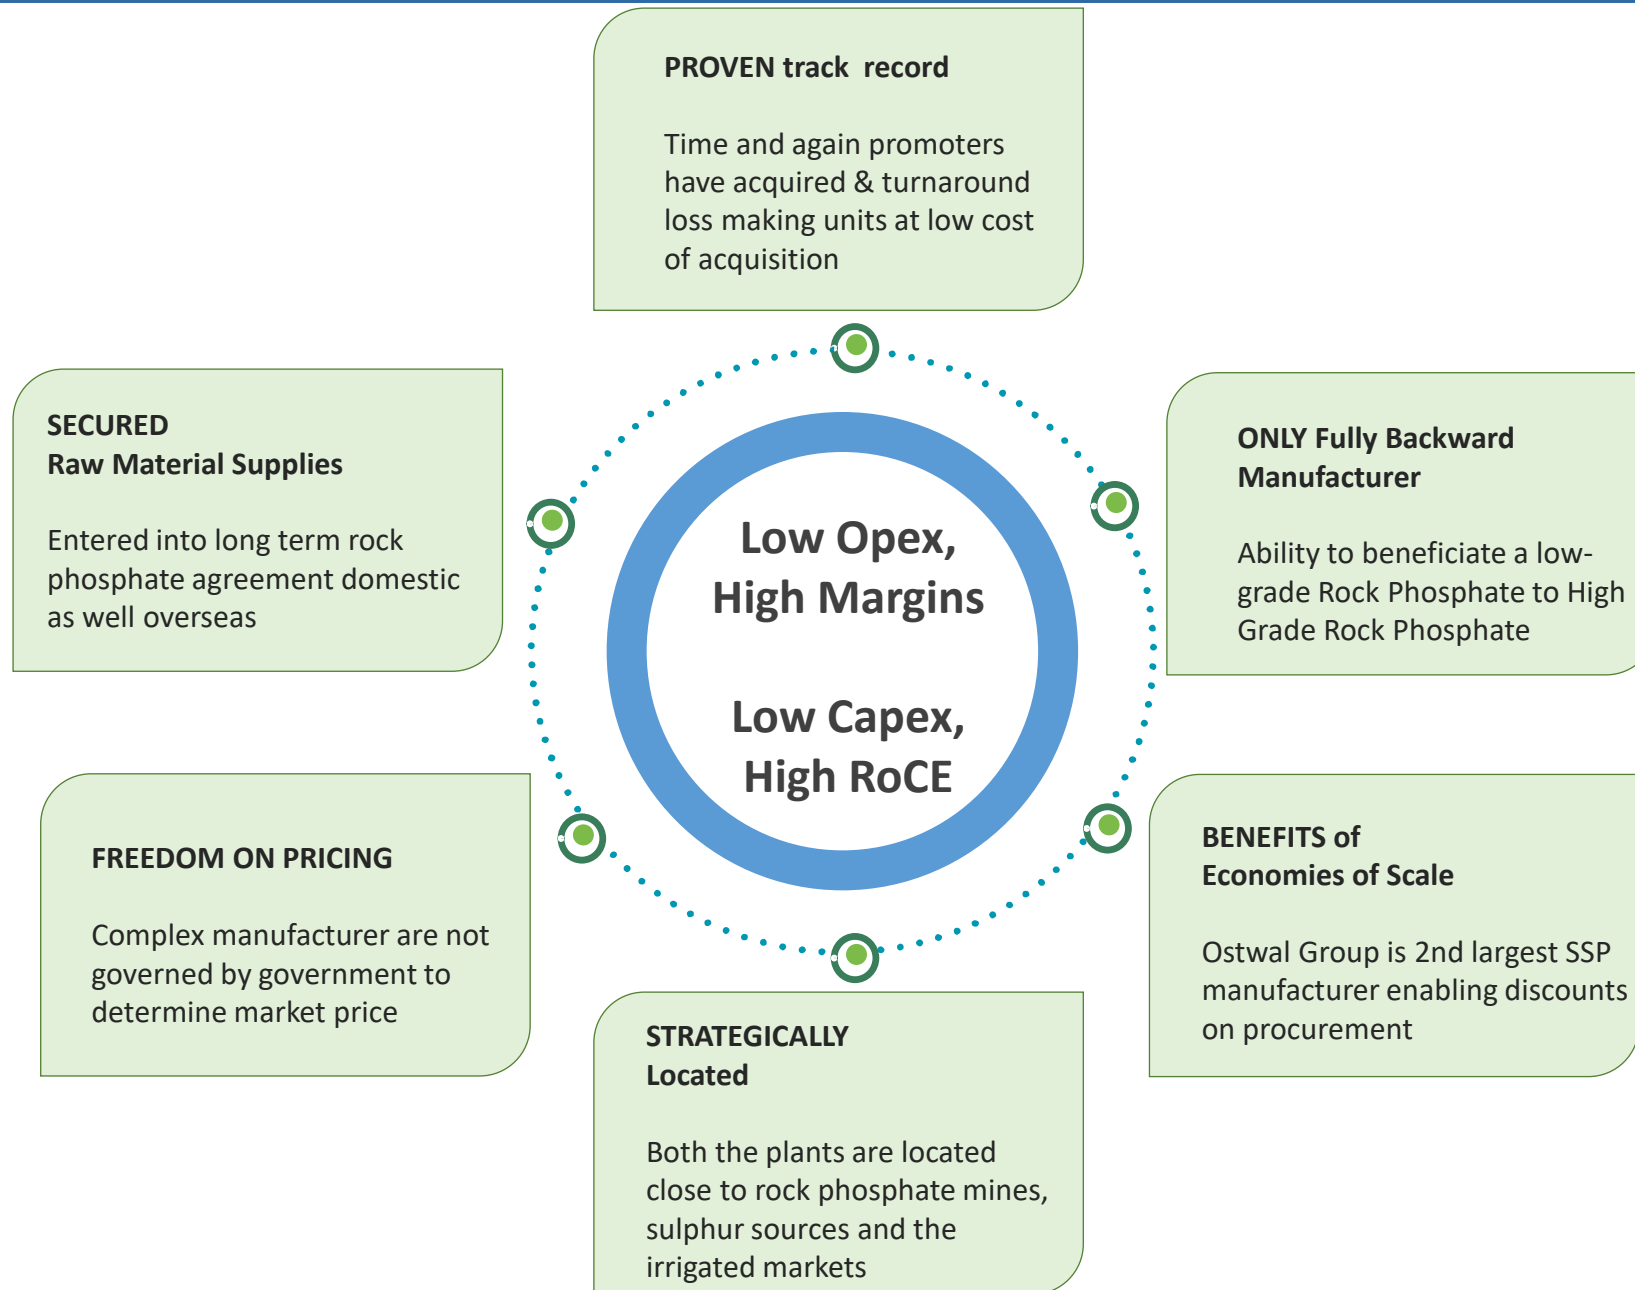 PROVEN track record
Time and again promoters
have acquired & turnaround
loss making units at low cost
of acquisition
SECURED
Raw Material Supplies
Entered into long term rock
phosphate agreement domestic
as well overseas
ONLY Fully Backward
Manufacturer
Ability to beneficiate a low-
grade Rock Phosphate to High
Grade Rock Phosphate
Low Opex,
High Margins
Low Capex,
High RoCE
FREEDOM ON PRICING
Complex manufacturer are not
governed by government to
determine market price
BENEFITS of
Economies of Scale
Ostwal Group is 2nd largest SSP
manufacturer enabling discounts
on procurement
STRATEGICALLY
Located
Both the plants are located
close to rock phosphate mines,
sulphur sources and the
irrigated markets